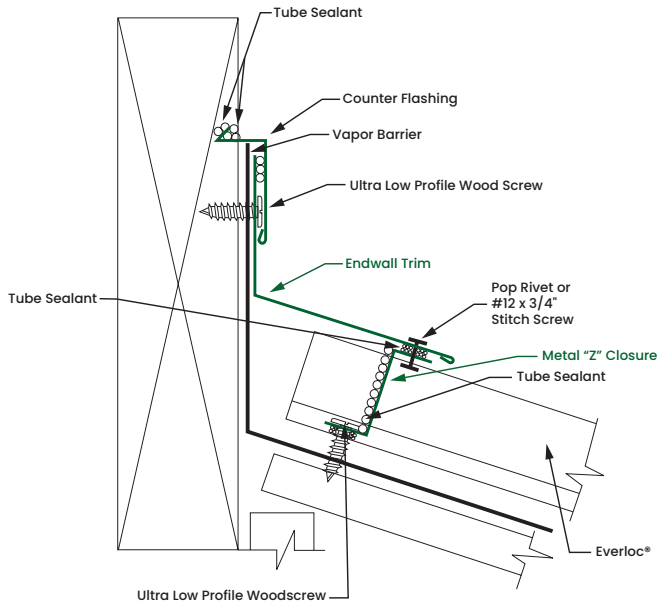 Tube Sealant
Counter Flashing
Vapor Barrier
Ultra Low Profile Wood Screw
Endwall Trim
Pop Rivet or
#12 x 3/4"
Stitch Screw
Tube Sealant
Metal “Z” Closure
Tube Sealant
Everloc®
Ultra Low Profile Woodscrew